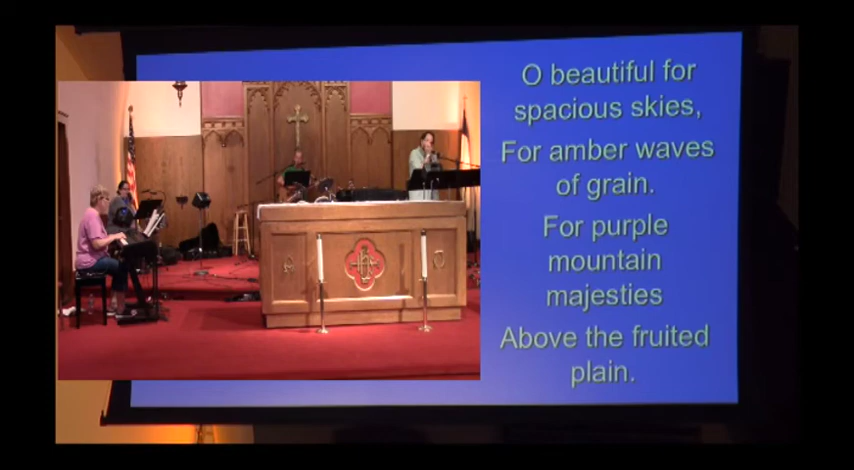 O beautiful for
spacious skies,
For amber waves
of grain.
For purple
mountain
majesties
Above the fruited
plain.